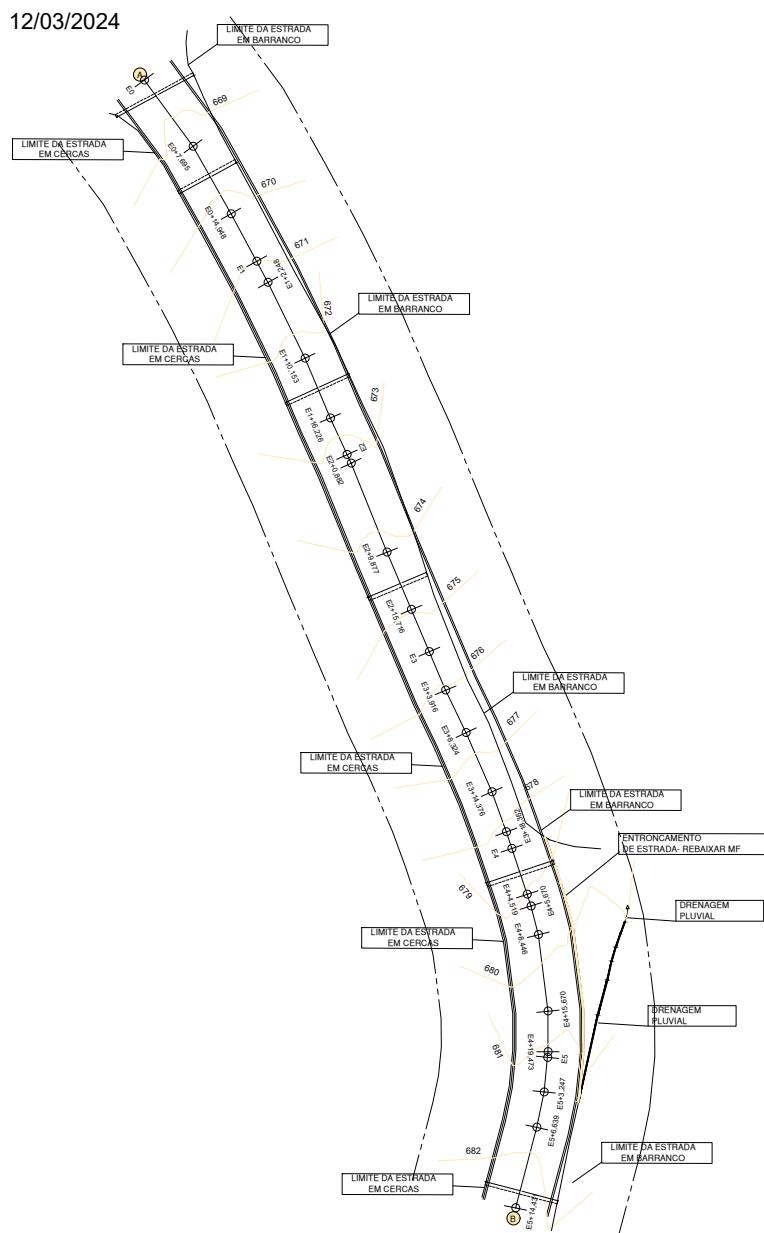 12/03/2024
LIMITE DA ESTRADA
EM BARRANCO
A
E0
669
LIMITE DA ESTRADA
EM CERCAS
E0+7,695
670
E0+14,948
671
E1
E1+2,248
672
LIMITE DA ESTRADA
EM BARRANCO
LIMITE DA ESTRADA
EM CERCAS
E1+10,153
673
E1+16,226
E2
E2+0,882
674
E2+9,877
675
E2+15,716
676
E3
LIMITE DA ESTRADA
EM BARRANCO
E3+3,916
677
E3+8,324
LIMITE DA ESTRADA
EM CERCAS
678
E3+14,376
LIMITE DA ESTRADA
EM BARRANCO
E4
ENTRONCAMENTO
DE ESTRADA- REBAIXAR MF
679
E4+4,519
E4+5,670
DRENAGEM
PLUVIAL
LIMITE DA ESTRADA
EM CERCAS
E4+8,446
680
E4+15,670
DRENAGEM
PLUVIAL
681
E4+19,473
E5
E5+3,247
E5+6,639
682
LIMITE DA ESTRADA
EM BARRANCO
LIMITE DA ESTRADA
EM CERCAS
B